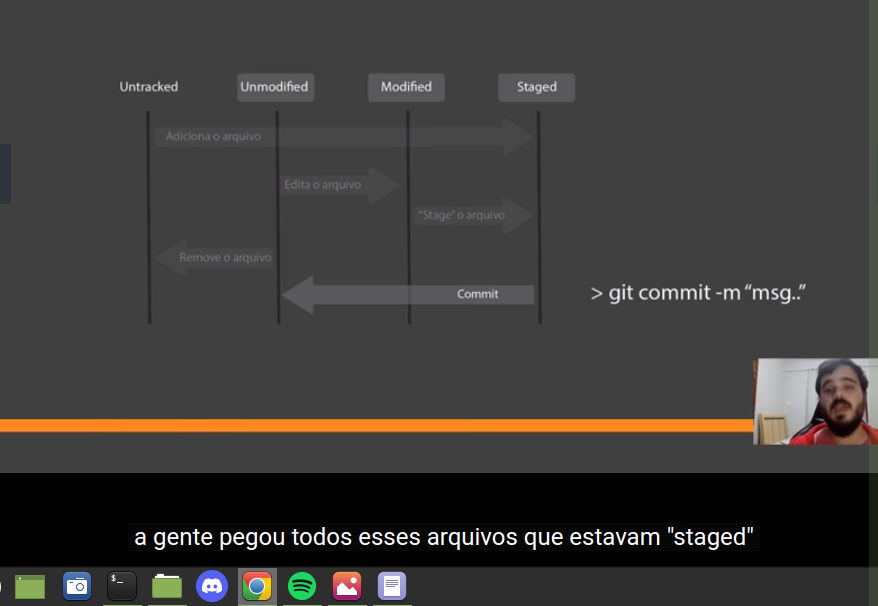 Untracked Unmodified Modified Staged
Adiciona o arquivo
Edita o arquivo
"Stage" o arquivo
Remove o arquivo
Commit > git commit -m “msg..”
a gente pegou todos esses arquivos que estavam "staged"
$_